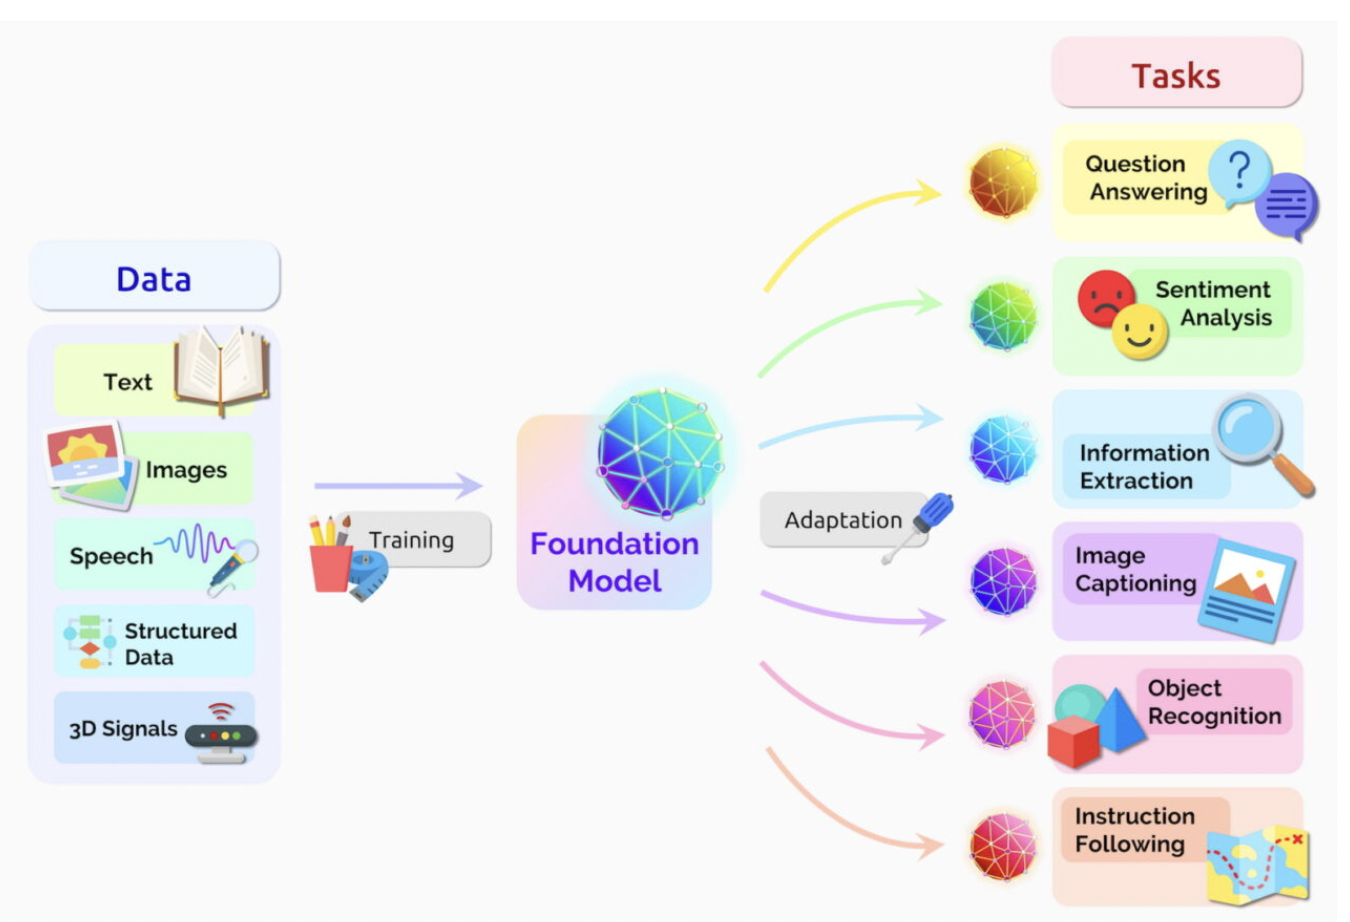 Data
Text
Images
Speech
Structured
Data
3D Signals
Training
Foundation
Model
Adaptation
Tasks
Question
Answering
?
Sentiment
Analysis
Information
Extraction
Image
Captioning
Object
Recognition
Instruction
Following